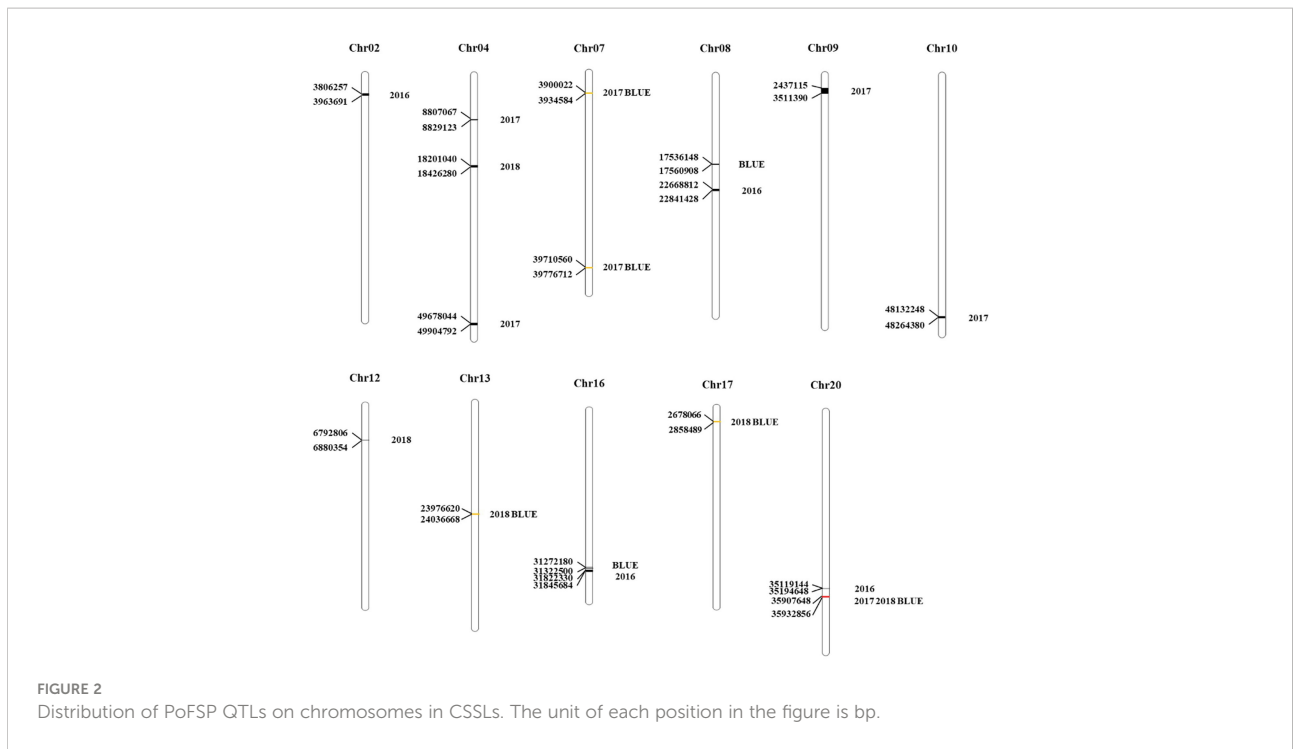 Chr02
Chr04
Chr07
Chr08
Chr09
Chr10
3806257
3963691
2016
8807067
8829123
2017
18201040
18426280
2018
49678044
49904792
2017
3900022
3934584
2017 BLUE
39710560
39776712
2017 BLUE
17536148
17560908
BLUE
22668812
22841428
2016
2437115
3511390
2017
48132248
48264380
2017
Chr12
Chr13
Chr16
Chr17
Chr20
6792806
6880354
2018
23976620
24036668
2018 BLUE
31272180
31322500
31822330
31845684
BLUE
2016
2678066
2858489
2018 BLUE
35119144
35194648
35907648
35932856
2016
2017 2018 BLUE
FIGURE 2
Distribution of PoFSP QTLs on chromosomes in CSSLs. The unit of each position in the figure is bp.